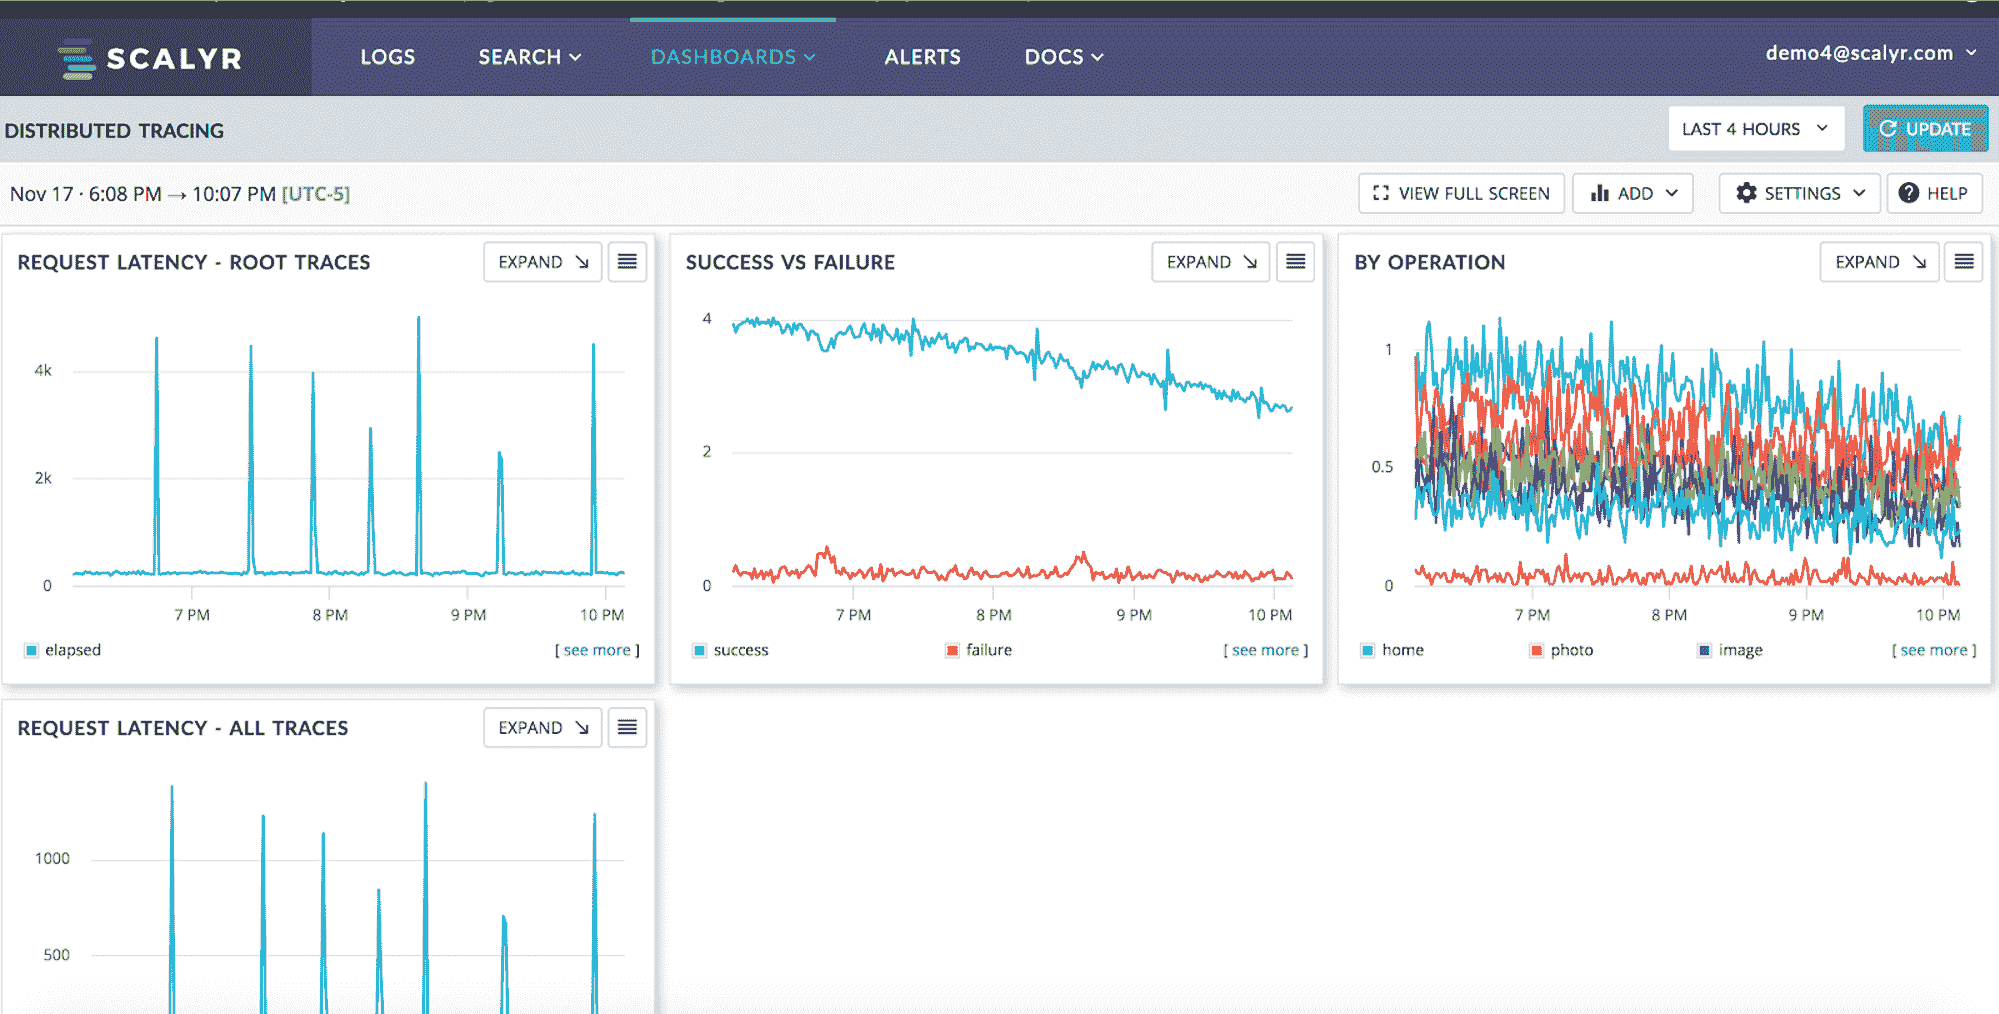 SCALYR
LOGS SEARCH DASHBOARDS ALERTS DOCS
demo4@scalyr.com
DISTRIBUTED TRACING
LAST 4 HOURS UPDATE
Nov 17 · 6:08 PM → 10:07 PM [UTC-5]
VIEW FULL SCREEN ADD SETTINGS HELP
REQUEST LATENCY - ROOT TRACES EXPAND
4k
2k
0
7 PM 8 PM 9 PM 10 PM
elapsed [ see more ]
SUCCESS VS FAILURE EXPAND
4
2
0
7 PM 8 PM 9 PM 10 PM
success failure [ see more ]
BY OPERATION EXPAND
1
0.5
0
7 PM 8 PM 9 PM 10 PM
home photo image [ see more ]
REQUEST LATENCY - ALL TRACES EXPAND
1000
500